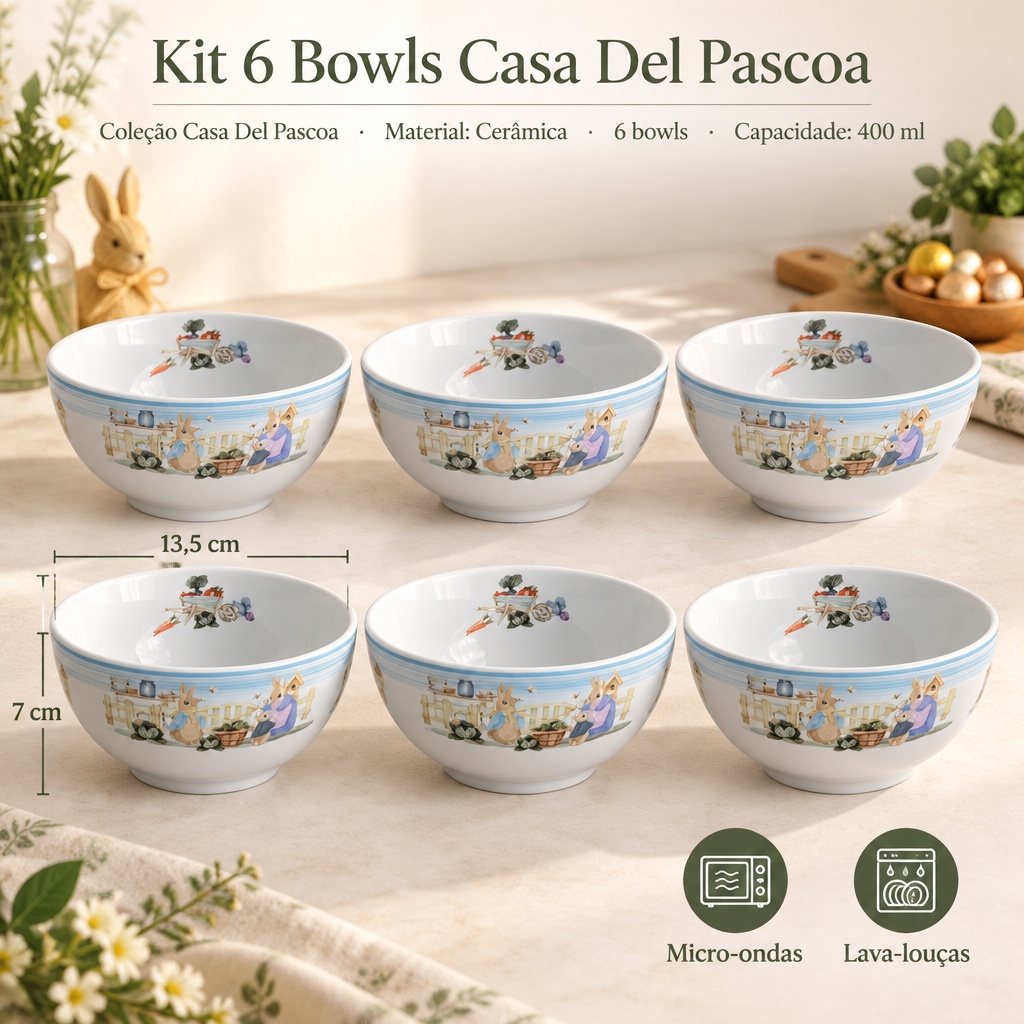 Kit 6 Bowls Casa Del Pascoa
Coleção Casa Del Pascoa · Material: Cerâmica · 6 bowls · Capacidade: 400 ml
13,5 cm
7 cm
Micro-ondas
Lava-louças